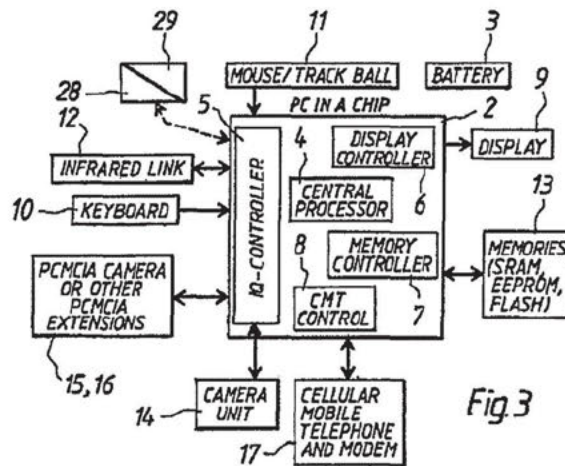 29
11
3
28
MOUSE/TRACK BALL
BATTERY
PC IN A CHIP
2
12
5
9
INFRARED LINK
4
DISPLAY
CONTROLLER
DISPLAY
6
10
KEYBOARD
CENTRAL
PROCESSOR
13
IQ-CONTROLLER
MEMORY
CONTROLLER
MEMORIES
(SRAM,
EEPROM,
FLASH)
8
PCMCIA CAMERA
OR OTHER
PCMCIA
EXTENSIONS
CMT
CONTROL
7
15, 16
CAMERA
UNIT
14
CELLULAR
MOBILE
TELEPHONE
AND MODEM
17
Fig. 3